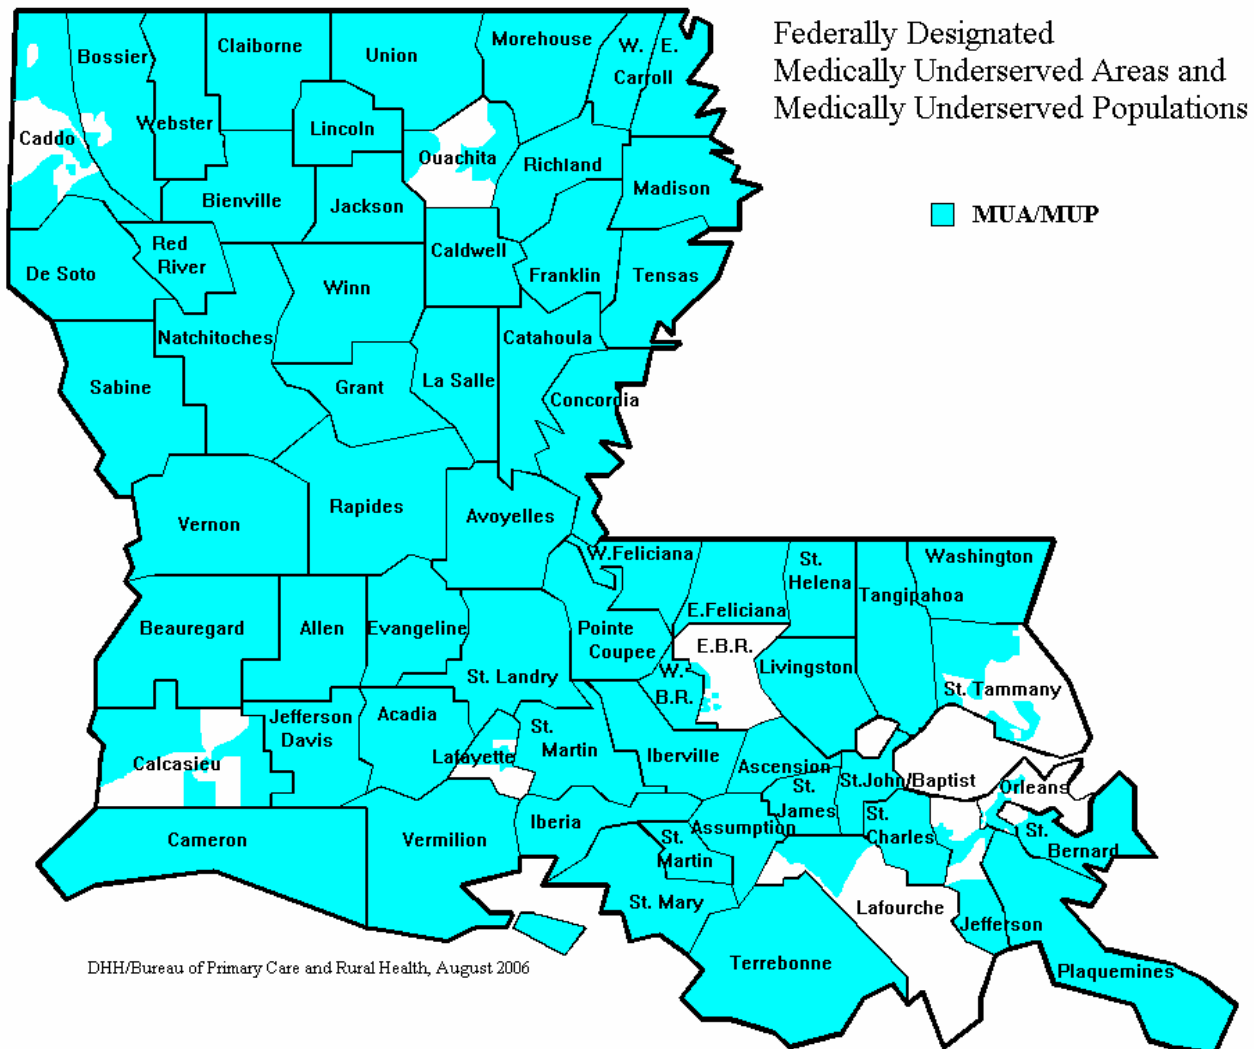 Federally Designated
Medically Underserved Areas and
Medically Underserved Populations
MUA/MUP
Caddo
Bossier
Webster
Claiborne
Union
Morehouse
W.
E.
Carroll
Lincoln
Ouachita
Richland
Madison
Bienville
Jackson
Caldwell
Franklin
Tensas
De Soto
Red
River
Winn
Natchitoches
Catahoula
Sabine
Grant
La Salle
Concordia
Vernon
Rapides
Avoyelles
W.Feliciana
E.Feliciana
St.
Helena
Tangipahoa
Washington
Beauregard
Allen
Evangeline
Pointe
Coupee
E.B.R.
W.
B.R.
Livingston
St. Landry
St. Tammany
Calcasieu
Jefferson
Davis
Acadia
Lafayette
St.
Martin
Iberville
Ascension
St.John/Baptist
Orleans
St.
James
St.
Charles
St.
Bernard
Cameron
Vermilion
Iberia
Assumption
St.
Martin
St. Mary
Lafourche
Jefferson
Terrebonne
Plaquemines
DHH/Bureau of Primary Care and Rural Health, August 2006